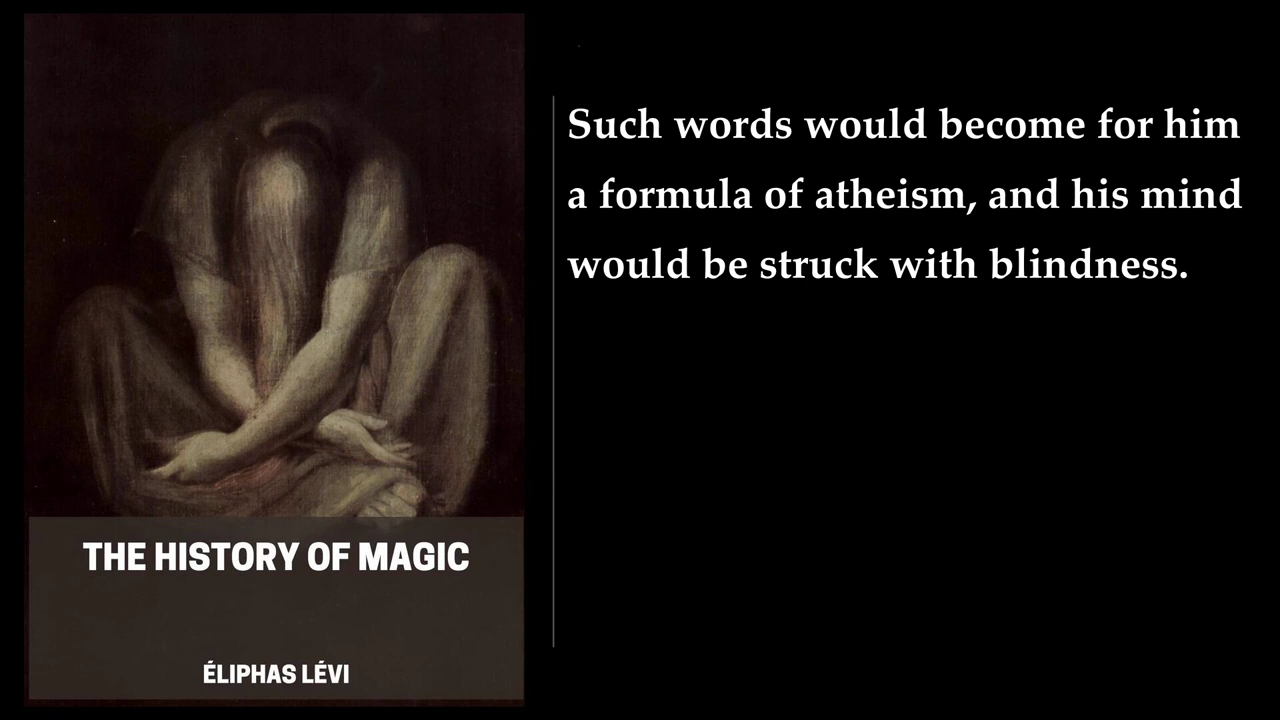 THE HISTORY OF MAGIC
ÉLIPHAS LÉVI
Such words would become for him
a formula of atheism, and his mind
would be struck with blindness.